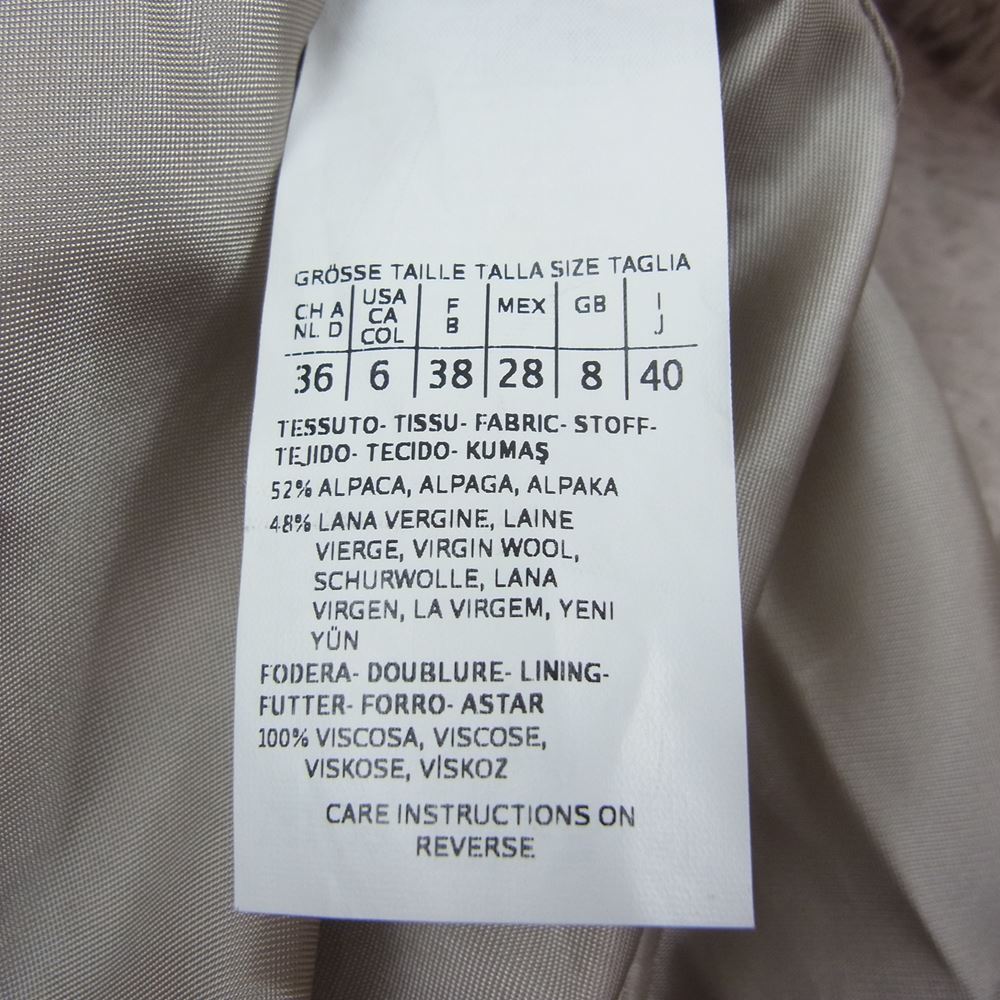 GRÖSSE TAILLE TALLA SIZE TAGLIA
CH A NL D | USA CA COL | F B | MEX | GB | I J
36 | 6 | 38 | 28 | 8 | 40
TESSUTO- TISSU- FABRIC- STOFF-
TEJIDO- TECIDO- KUMAŞ
52% ALPACA, ALPAGA, ALPAKA
48% LANA VERGINE, LAINE
VIERGE, VIRGIN WOOL,
SCHURWOLLE, LANA
VIRGEN, LA VIRGEM, YENI
YÜN
FODERA- DOUBLURE- LINING-
FUTTER- FORRO- ASTAR
100% VISCOSA, VISCOSE,
VISKOSE, VİSKOZ
CARE INSTRUCTIONS ON
REVERSE